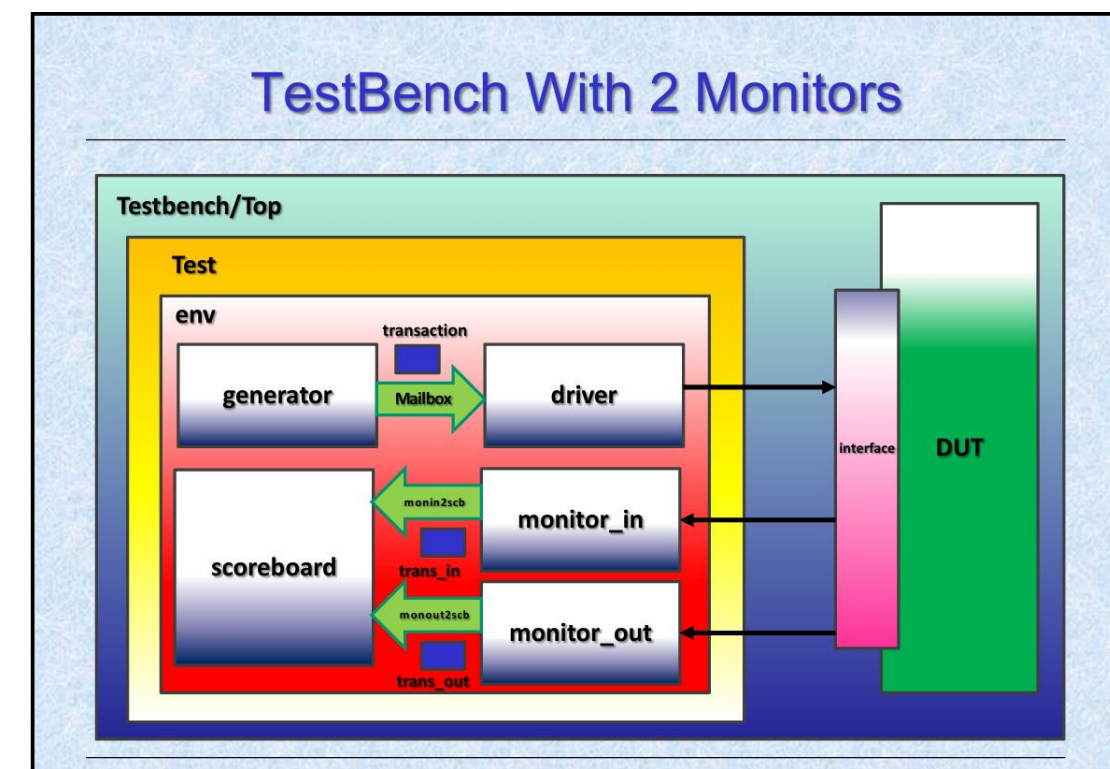 TestBench With 2 Monitors
Testbench/Top
Test
env
transaction
generator
Mailbox
driver
interface
DUT
monin2scb
monitor_in
trans_in
scoreboard
monout2scb
monitor_out
trans_out